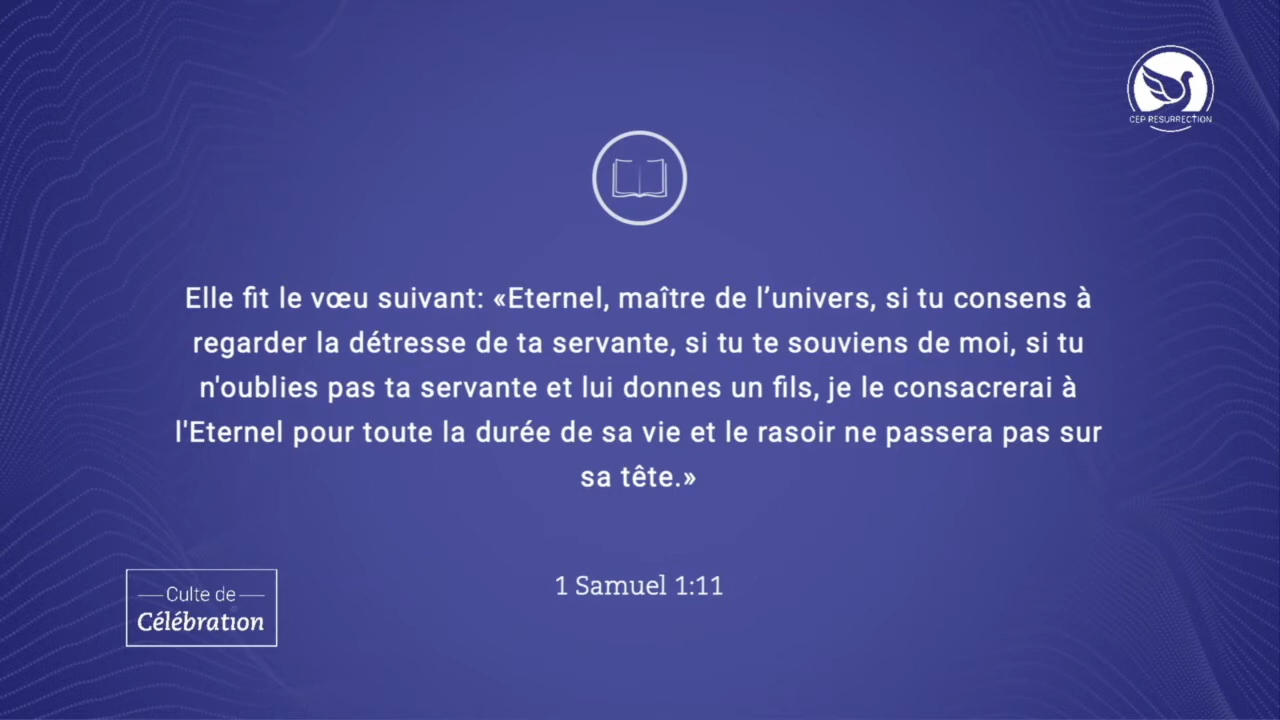 CEP RESURRECTION
Elle fit le vœu suivant: «Eternel, maître de l’univers, si tu consens à
regarder la détresse de ta servante, si tu te souviens de moi, si tu
n'oublies pas ta servante et lui donnes un fils, je le consacrerai à
l'Eternel pour toute la durée de sa vie et le rasoir ne passera pas sur
sa tête.»
1 Samuel 1:11
Culte de
Célébration